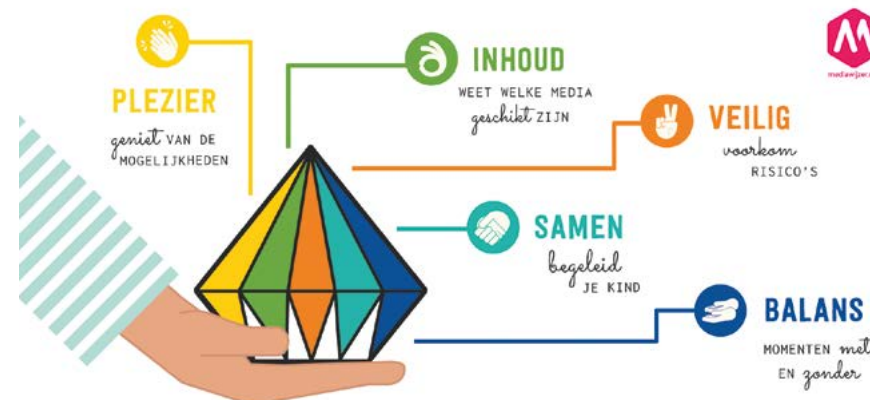 PLEZIER
geniet VAN DE
MOGELIJKHEDEN
INHOUD
WEET WELKE MEDIA
geschikt ZIJN
VEILIG
voorkom
RISICO'S
SAMEN
begeleid
JE KIND
BALANS
MOMENTEN met
EN zonder